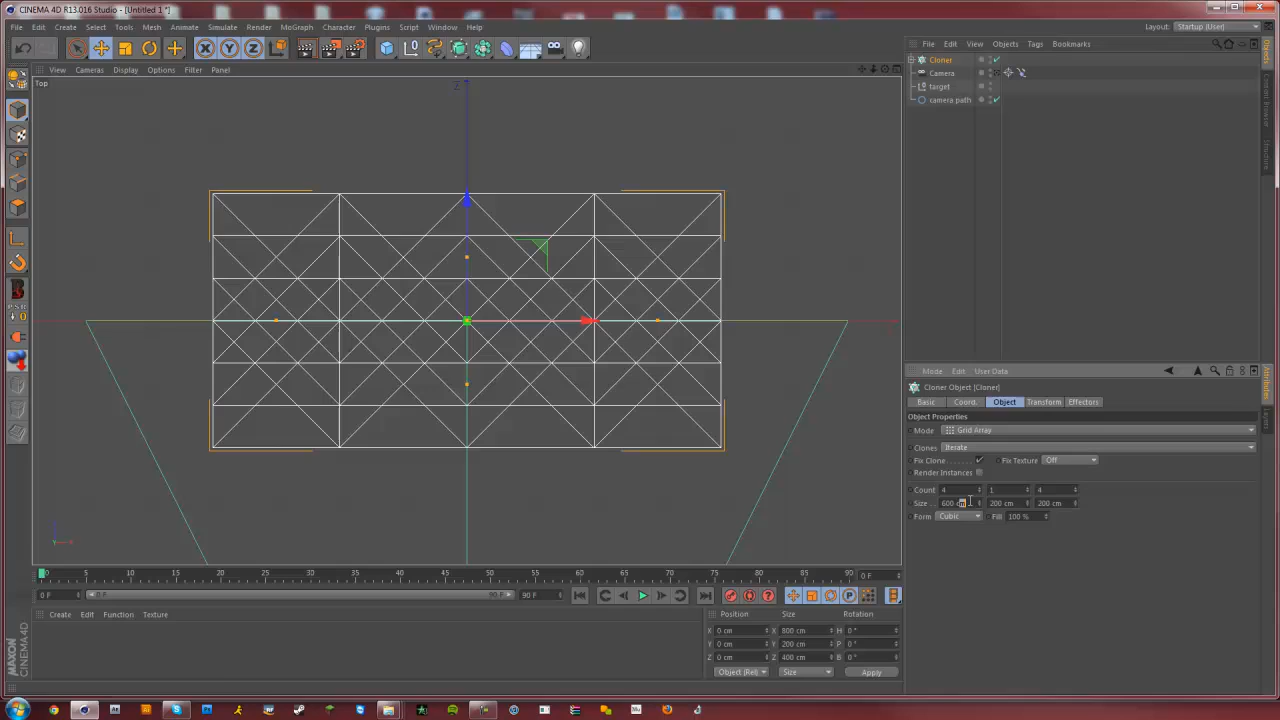 CINEMA 4D R13.016 Studio - [Untitled 1 *]
File Edit Create Select Tools Mesh Animate Simulate Render MoGraph Character Plugins Script Window Help
Layout: Startup (User)
File Edit View Objects Tags Bookmarks
View Cameras Display Options Filter Panel
Top
Z
Cloner
Camera
target
camera path
Objects
Content Browser
Structure
Mode Edit User Data
Attributes
Layers
Cloner Object [Cloner]
Basic Coord. Object Transform Effectors
Object Properties
Mode Grid Array
Clones Iterate
Fix Clone Fix Texture Off
Render Instances
Count 4 1 4
Size 600 cm 200 cm 200 cm
Form Cubic Fill 100 %
0 5 10 15 20 25 30 35 40 45 50 55 60 65 70 75 80 85 90 0 F
0 F 0 F 90 F 90 F
Create Edit Function Texture
Position Size Rotation
X 0 cm X 800 cm H 0 °
Y 0 cm Y 200 cm P 0 °
Z 0 cm Z 400 cm B 0 °
Object (Rel) Size Apply
MAXON CINEMA 4D